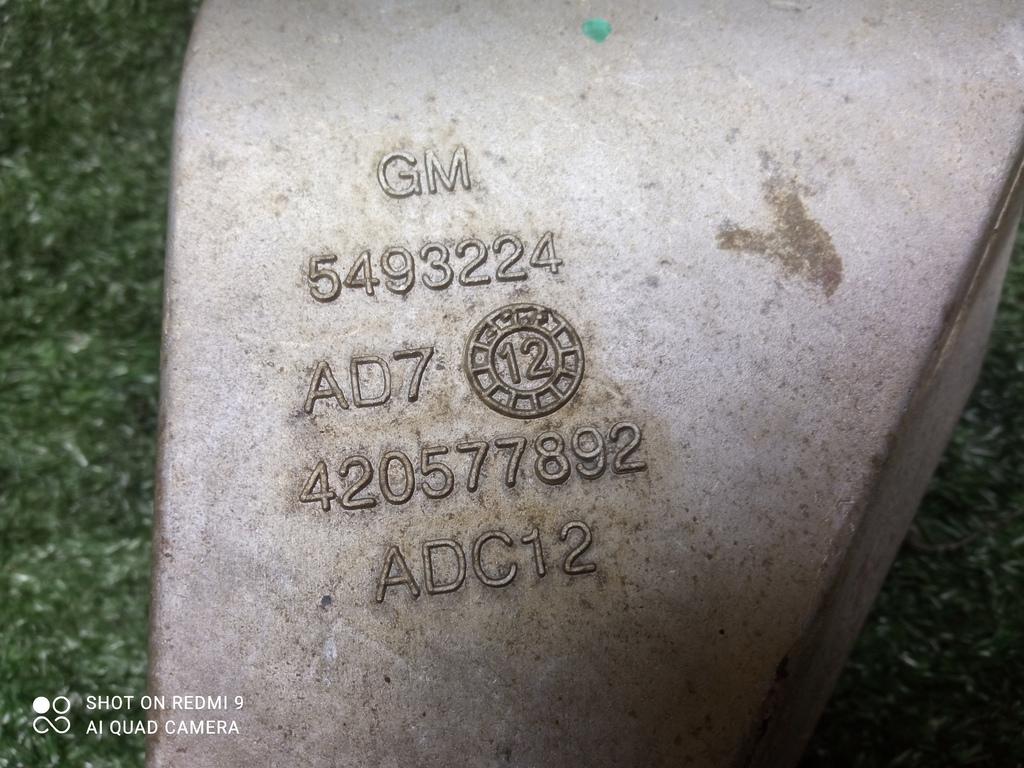 GM
5493224
AD7 12
420577892
ADC12
SHOT ON REDMI 9
AI QUAD CAMERA